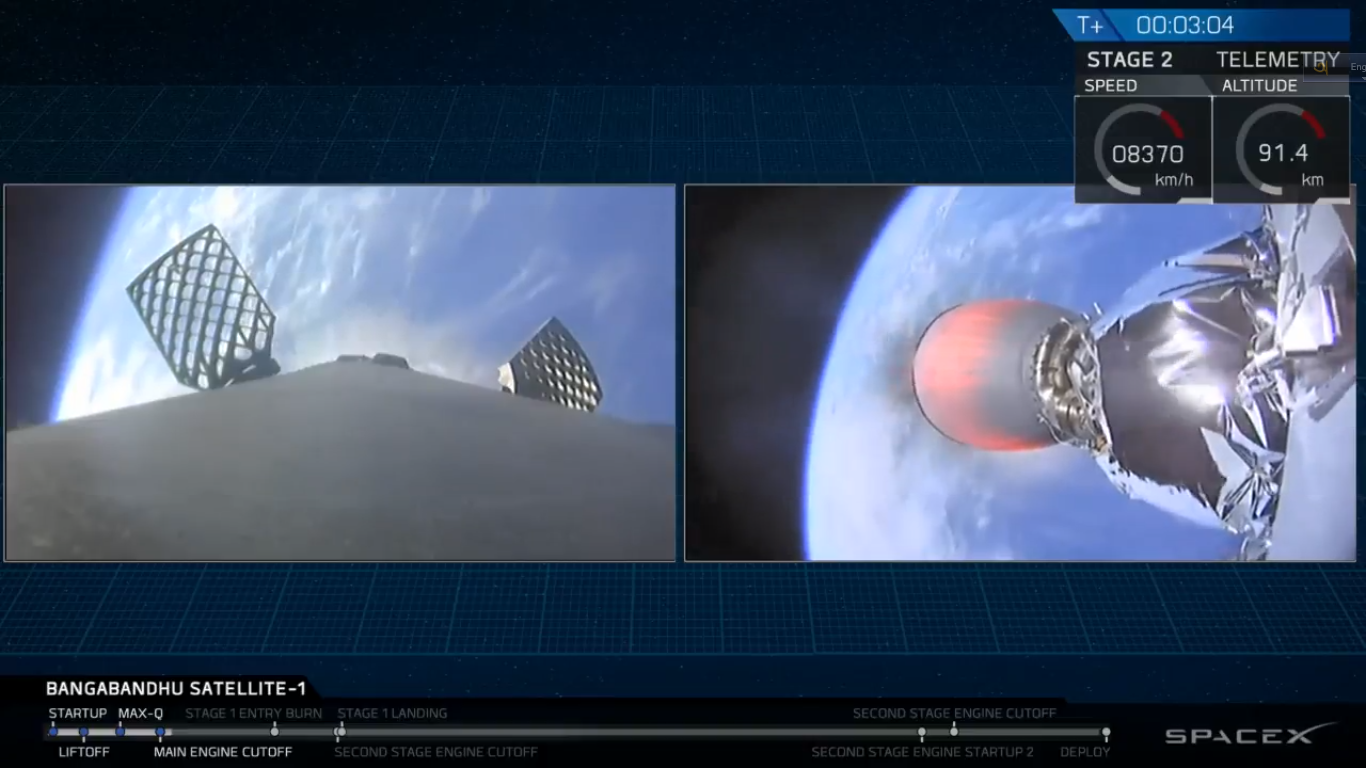 T+ 00:03:04
STAGE 2 TELEMETRY
Eng
SPEED ALTITUDE
08370 91.4
km/h km
BANGABANDHU SATELLITE-1
STARTUP MAX-Q STAGE 1 ENTRY BURN STAGE 1 LANDING SECOND STAGE ENGINE CUTOFF
LIFTOFF MAIN ENGINE CUTOFF SECOND STAGE ENGINE CUTOFF SECOND STAGE ENGINE STARTUP 2 DEPLOY
SPACEX